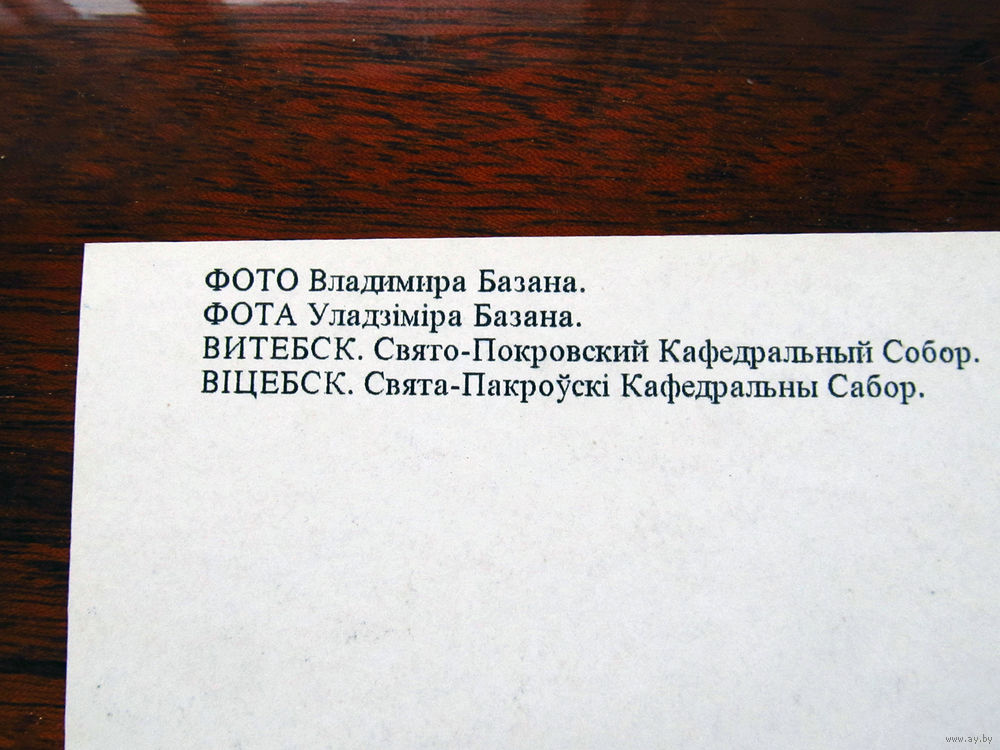 ФОТО Владимира Базана.
ФОТА Уладзіміра Базана.
ВИТЕБСК. Свято-Покровский Кафедральный Собор.
ВІЦЕБСК. Свята-Пакроўскі Кафедральны Сабор.
www.ay.by